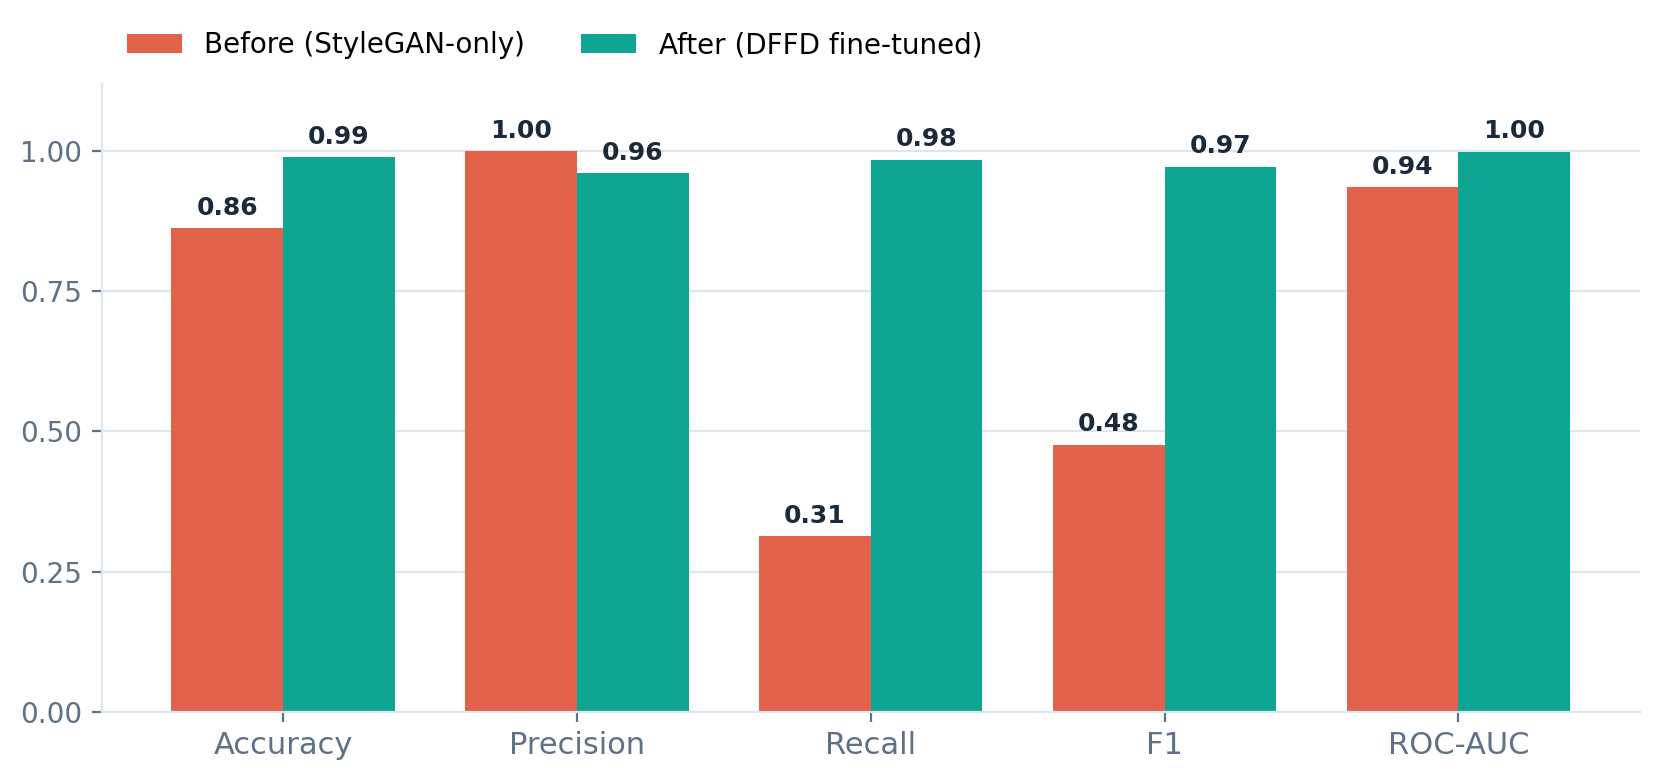 Before (StyleGAN-only) After (DFFD fine-tuned)
1.00
0.75
0.50
0.25
0.00
0.86 0.99 1.00 0.96 0.31 0.98 0.48 0.97 0.94 1.00
Accuracy Precision Recall F1 ROC-AUC